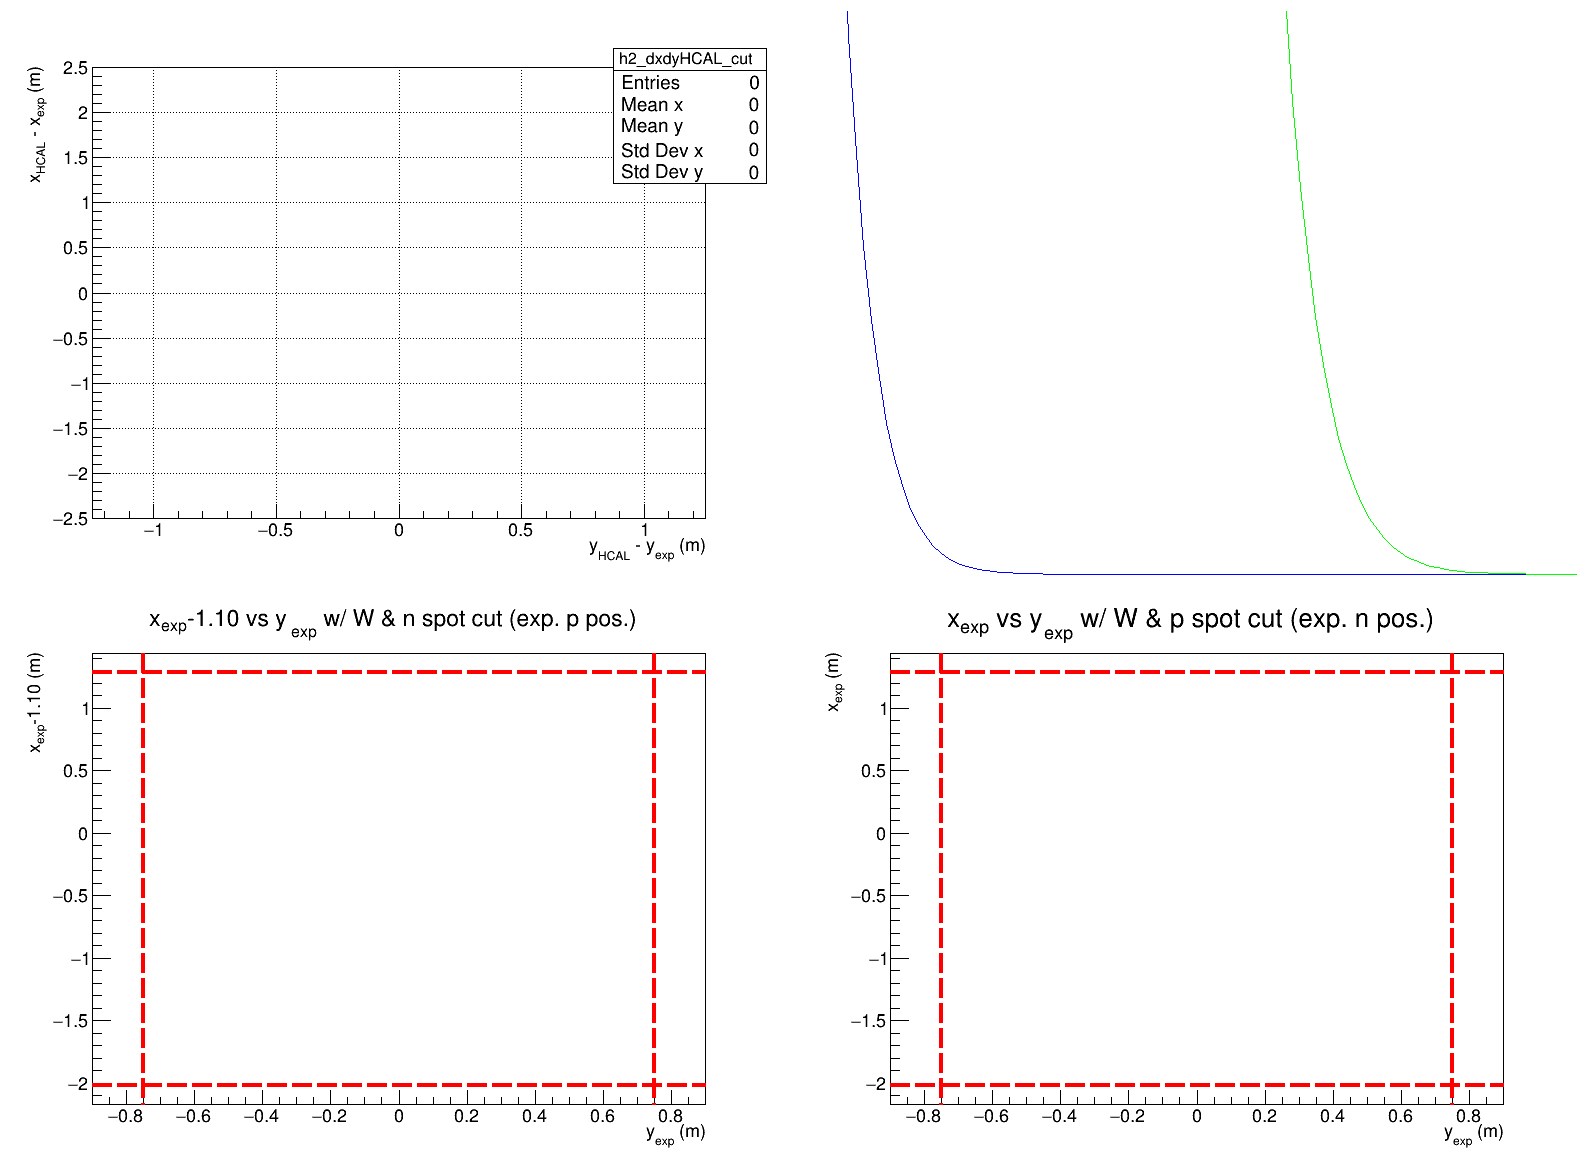 h2_dxdyHCAL_cut
Entries 0
Mean x 0
Mean y 0
Std Dev x 0
Std Dev y 0
x_HCAL - x_exp (m)
2.5
2
1.5
1
0.5
0
−0.5
−1
−1.5
−2
−2.5
−1 −0.5 0 0.5 1
y_HCAL - y_exp (m)
x_exp-1.10 vs y_exp w/ W & n spot cut (exp. p pos.)
x_exp-1.10 (m)
1
0.5
0
−0.5
−1
−1.5
−2
−0.8 −0.6 −0.4 −0.2 0 0.2 0.4 0.6 0.8
y_exp (m)
x_exp vs y_exp w/ W & p spot cut (exp. n pos.)
x_exp (m)
1
0.5
0
−0.5
−1
−1.5
−2
−0.8 −0.6 −0.4 −0.2 0 0.2 0.4 0.6 0.8
y_exp (m)